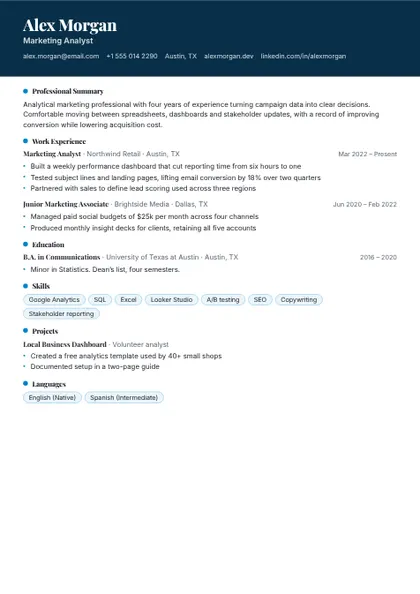 Alex Morgan
Marketing Analyst
alex.morgan@email.com +1 555 014 2290 Austin, TX alexmorgan.dev linkedin.com/in/alexmorgan
Professional Summary
Analytical marketing professional with four years of experience turning campaign data into clear decisions.
Comfortable moving between spreadsheets, dashboards and stakeholder updates, with a record of improving
conversion while lowering acquisition cost.
Work Experience
Marketing Analyst · Northwind Retail · Austin, TX Mar 2022 – Present
• Built a weekly performance dashboard that cut reporting time from six hours to one
• Tested subject lines and landing pages, lifting email conversion by 18% over two quarters
• Partnered with sales to define lead scoring used across three regions
Junior Marketing Associate · Brightside Media · Dallas, TX Jun 2020 – Feb 2022
• Managed paid social budgets of $25k per month across four channels
• Produced monthly insight decks for clients, retaining all five accounts
Education
B.A. in Communications · University of Texas at Austin · Austin, TX 2016 – 2020
• Minor in Statistics. Dean's list, four semesters.
Skills
Google Analytics SQL Excel Looker Studio A/B testing SEO Copywriting
Stakeholder reporting
Projects
Local Business Dashboard · Volunteer analyst
• Created a free analytics template used by 40+ small shops
• Documented setup in a two-page guide
Languages
English (Native) Spanish (Intermediate)